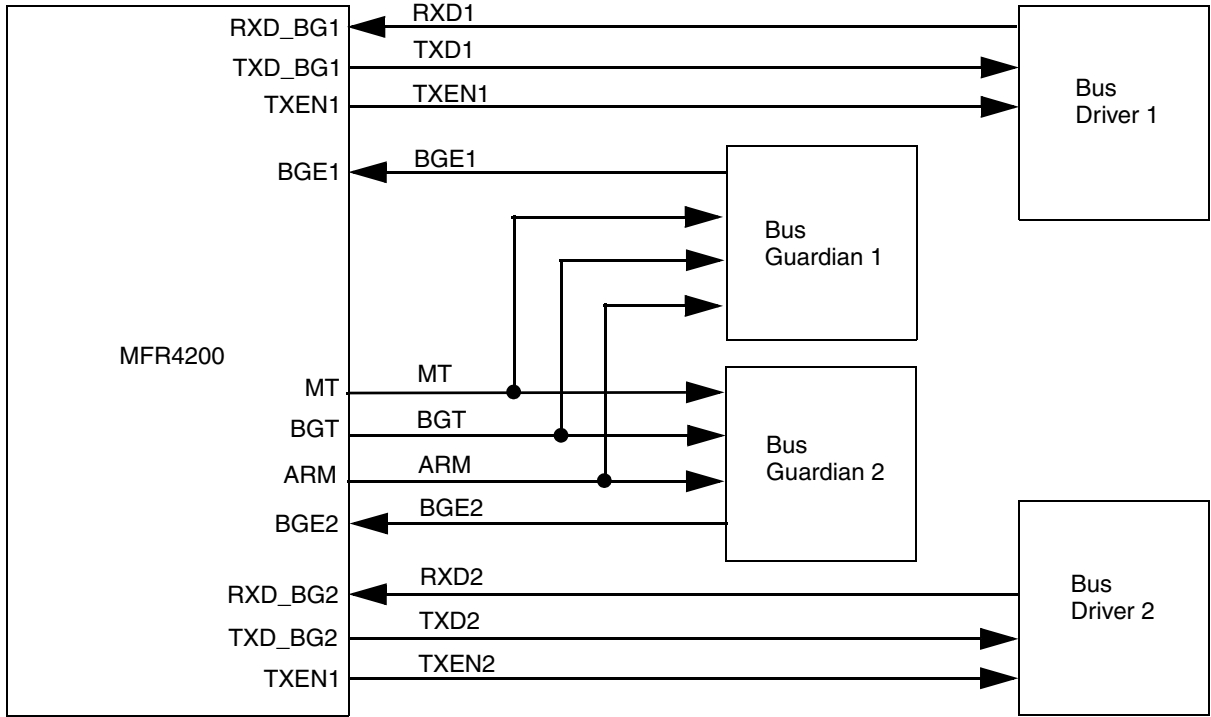 RXD_BG1
RXD1
TXD_BG1
TXD1
TXEN1
TXEN1
Bus
Driver 1
BGE1
BGE1
Bus
Guardian 1
MFR4200
MT
MT
BGT
BGT
ARM
ARM
Bus
Guardian 2
BGE2
BGE2
RXD_BG2
RXD2
TXD_BG2
TXD2
TXEN1
TXEN2
Bus
Driver 2